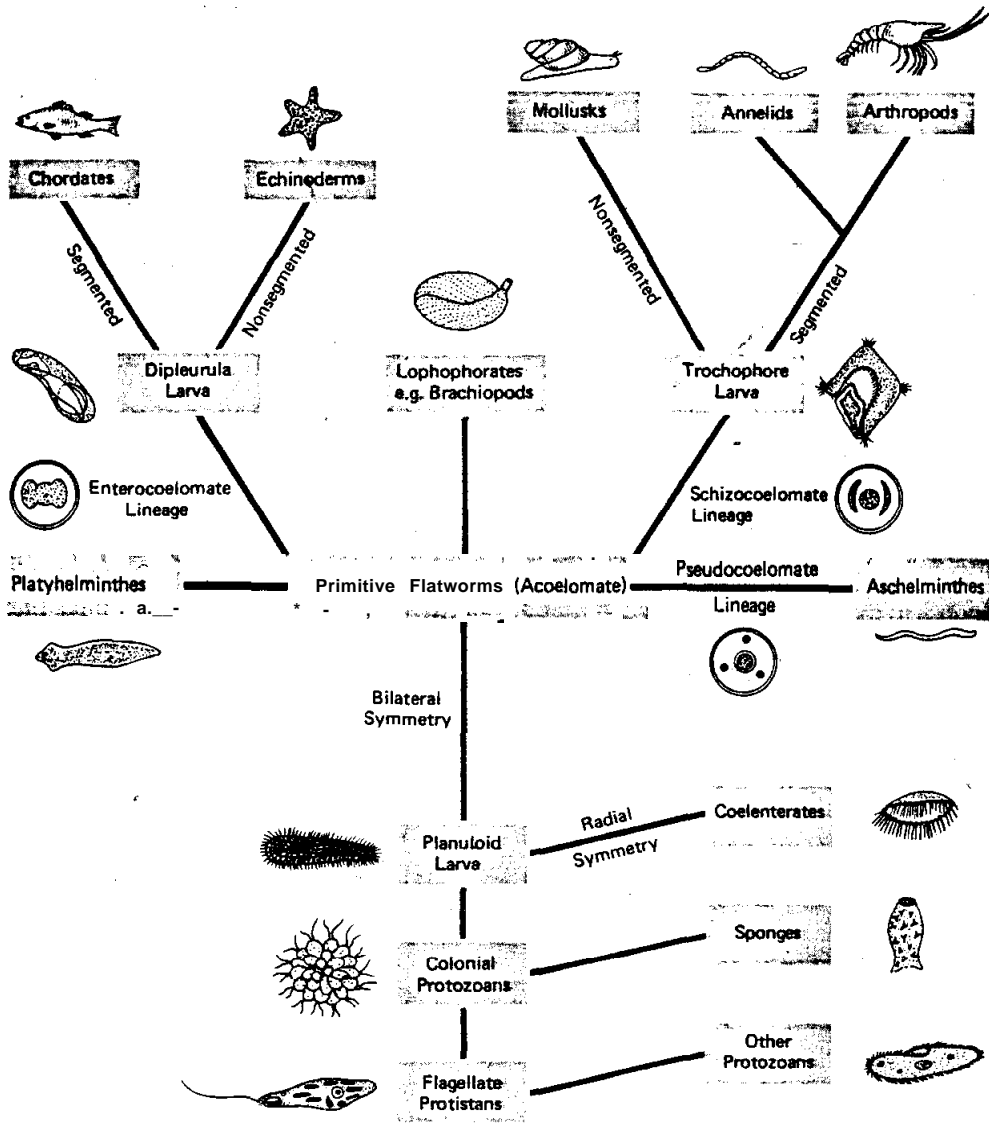 Mollusks
Annelids
Arthropods
Chordates
Echinoderms
Segmented
Nonsegmented
Nonsegmented
Segmented
Dipleurula
Larva
Lophophorates
e.g. Brachiopods
Trochophore
Larva
Enterocoelomate
Lineage
Schizocoelomate
Lineage
Platyhelminthes
Primitive Flatworms (Acoelomate)
Pseudocoelomate
Lineage
Aschelminthes
Bilateral
Symmetry
Planuloid
Larva
Radial
Symmetry
Coelenterates
Colonial
Protozoans
Sponges
Flagellate
Protistans
Other
Protozoans